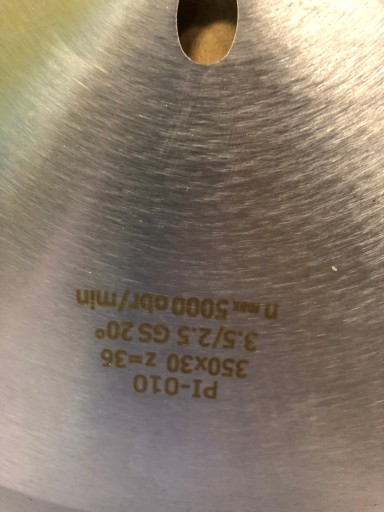 PI-010
350x30 z=36
3.5/2.5 GS 20°
n max 5000 obr/min